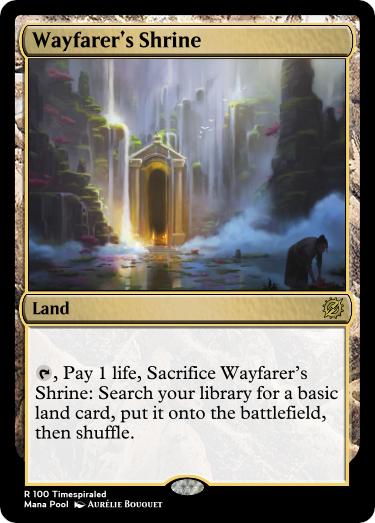 Wayfarer's Shrine
Land
, Pay 1 life, Sacrifice Wayfarer's
Shrine: Search your library for a basic
land card, put it onto the battlefield,
then shuffle.
R 100 Timespiraled
Mana Pool Aurélie Bouquet